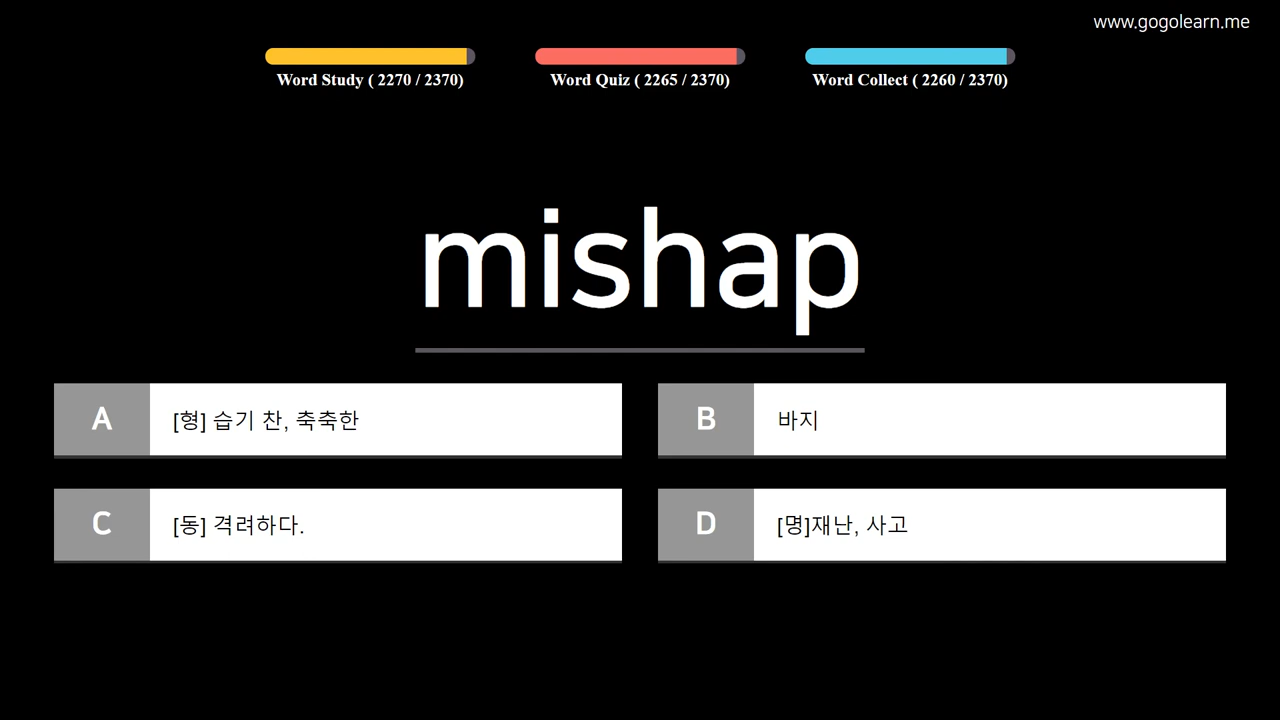 www.gogolearn.me
Word Study ( 2270 / 2370)
Word Quiz ( 2265 / 2370)
Word Collect ( 2260 / 2370)
mishap
A [형] 습기 찬, 축축한
B 바지
C [동] 격려하다.
D [명]재난, 사고